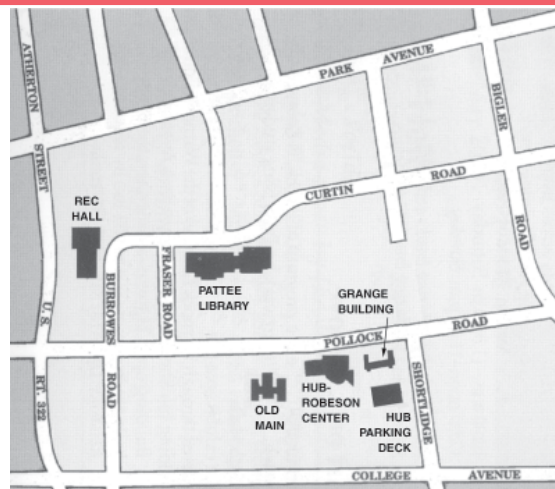 ATHERTON
STREET
U. S.
RT. 322
PARK AVENUE
BIGLER
ROAD
CURTIN ROAD
REC
HALL
BURROWES
ROAD
FRASER ROAD
PATTEE
LIBRARY
GRANGE
BUILDING
POLLOCK ROAD
OLD
MAIN
HUB-
ROBESON
CENTER
HUB
PARKING
DECK
SHORTLIDGE
COLLEGE AVENUE